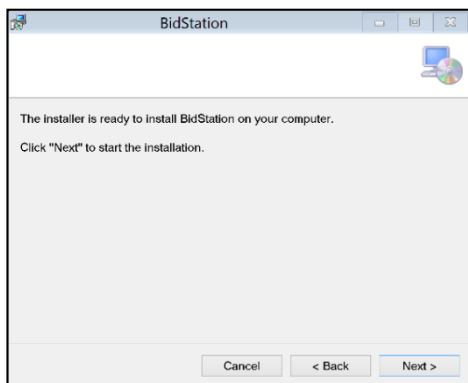 BidStation
The installer is ready to install BidStation on your computer.
Click "Next" to start the installation.
Cancel
< Back
Next >